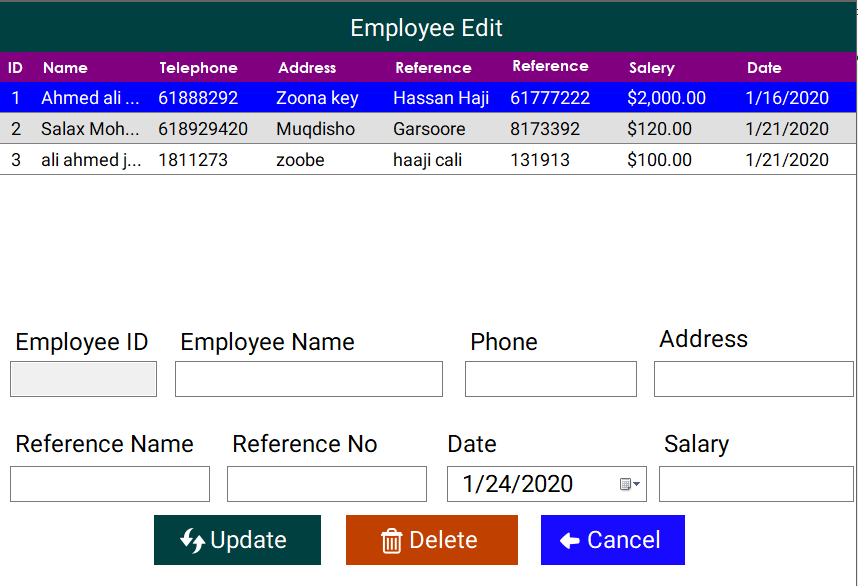 Employee Edit
ID Name Telephone Address Reference Reference Salery Date
1 Ahmed ali ... 61888292 Zoona key Hassan Haji 61777222 $2,000.00 1/16/2020
2 Salax Moh... 618929420 Muqdisho Garsoore 8173392 $120.00 1/21/2020
3 ali ahmed j... 1811273 zoobe haaji cali 131913 $100.00 1/21/2020
Employee ID Employee Name Phone Address
Reference Name Reference No Date Salary
1/24/2020
Update Delete Cancel